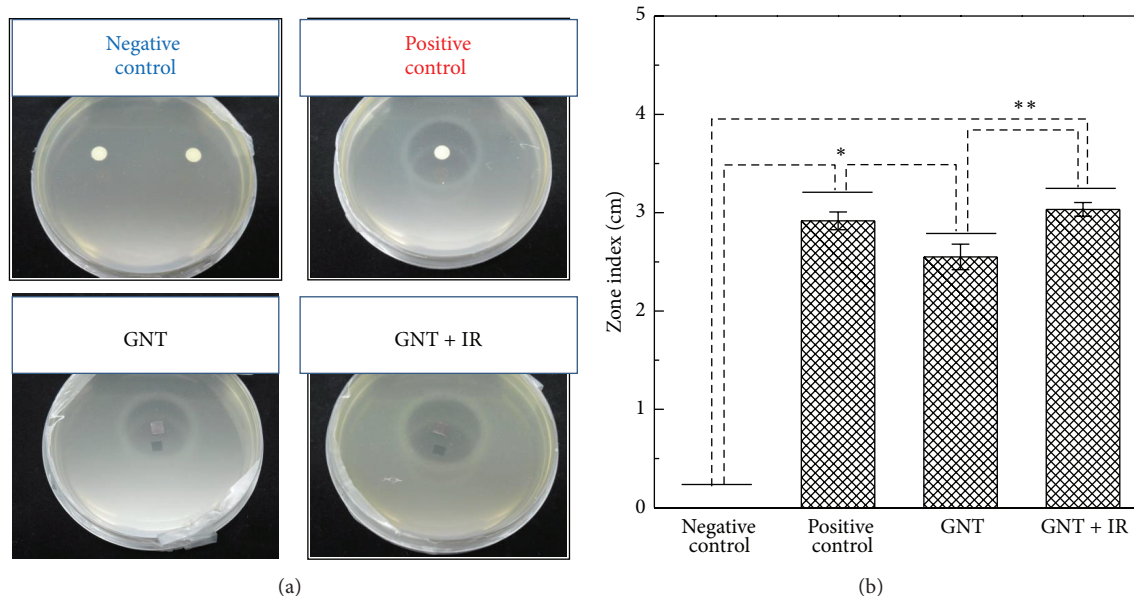 Negative
control
Positive
control
GNT
GNT + IR
(a)
Zone index (cm)
5
4
3
2
1
0
**
*
Negative
control
Positive
control
GNT
GNT + IR
(b)